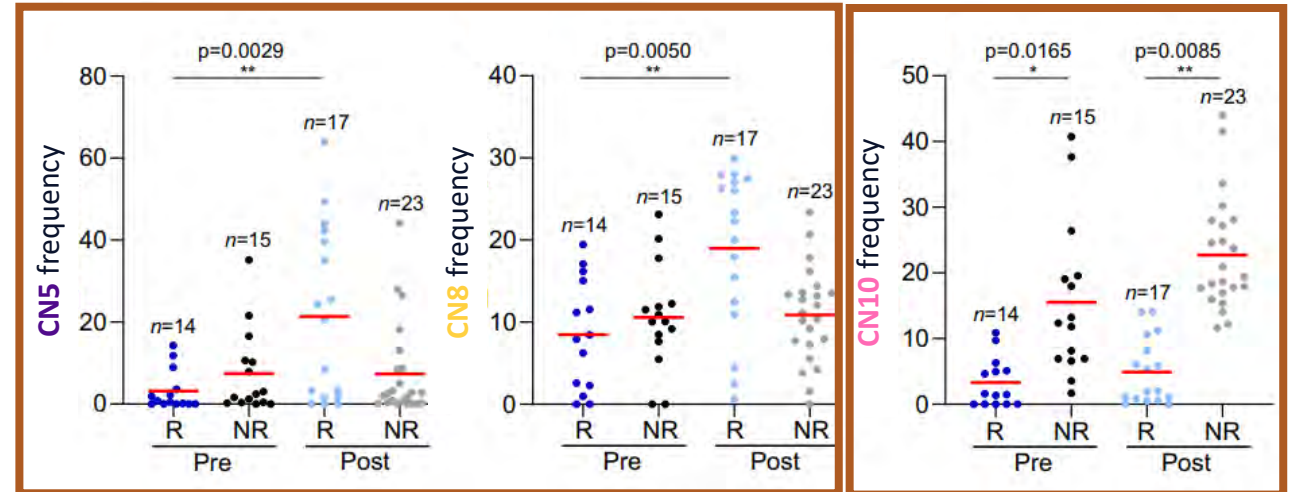 p=0.0029
**
80
60
40
20
0
CN5 frequency
n=14
n=15
n=17
n=23
R NR R NR
Pre Post
p=0.0050
**
40
30
20
10
0
CN8 frequency
n=14
n=15
n=17
n=23
R NR R NR
Pre Post
p=0.0165 p=0.0085
* **
50
40
30
20
10
0
CN10 frequency
n=14
n=15
n=17
n=23
R NR R NR
Pre Post